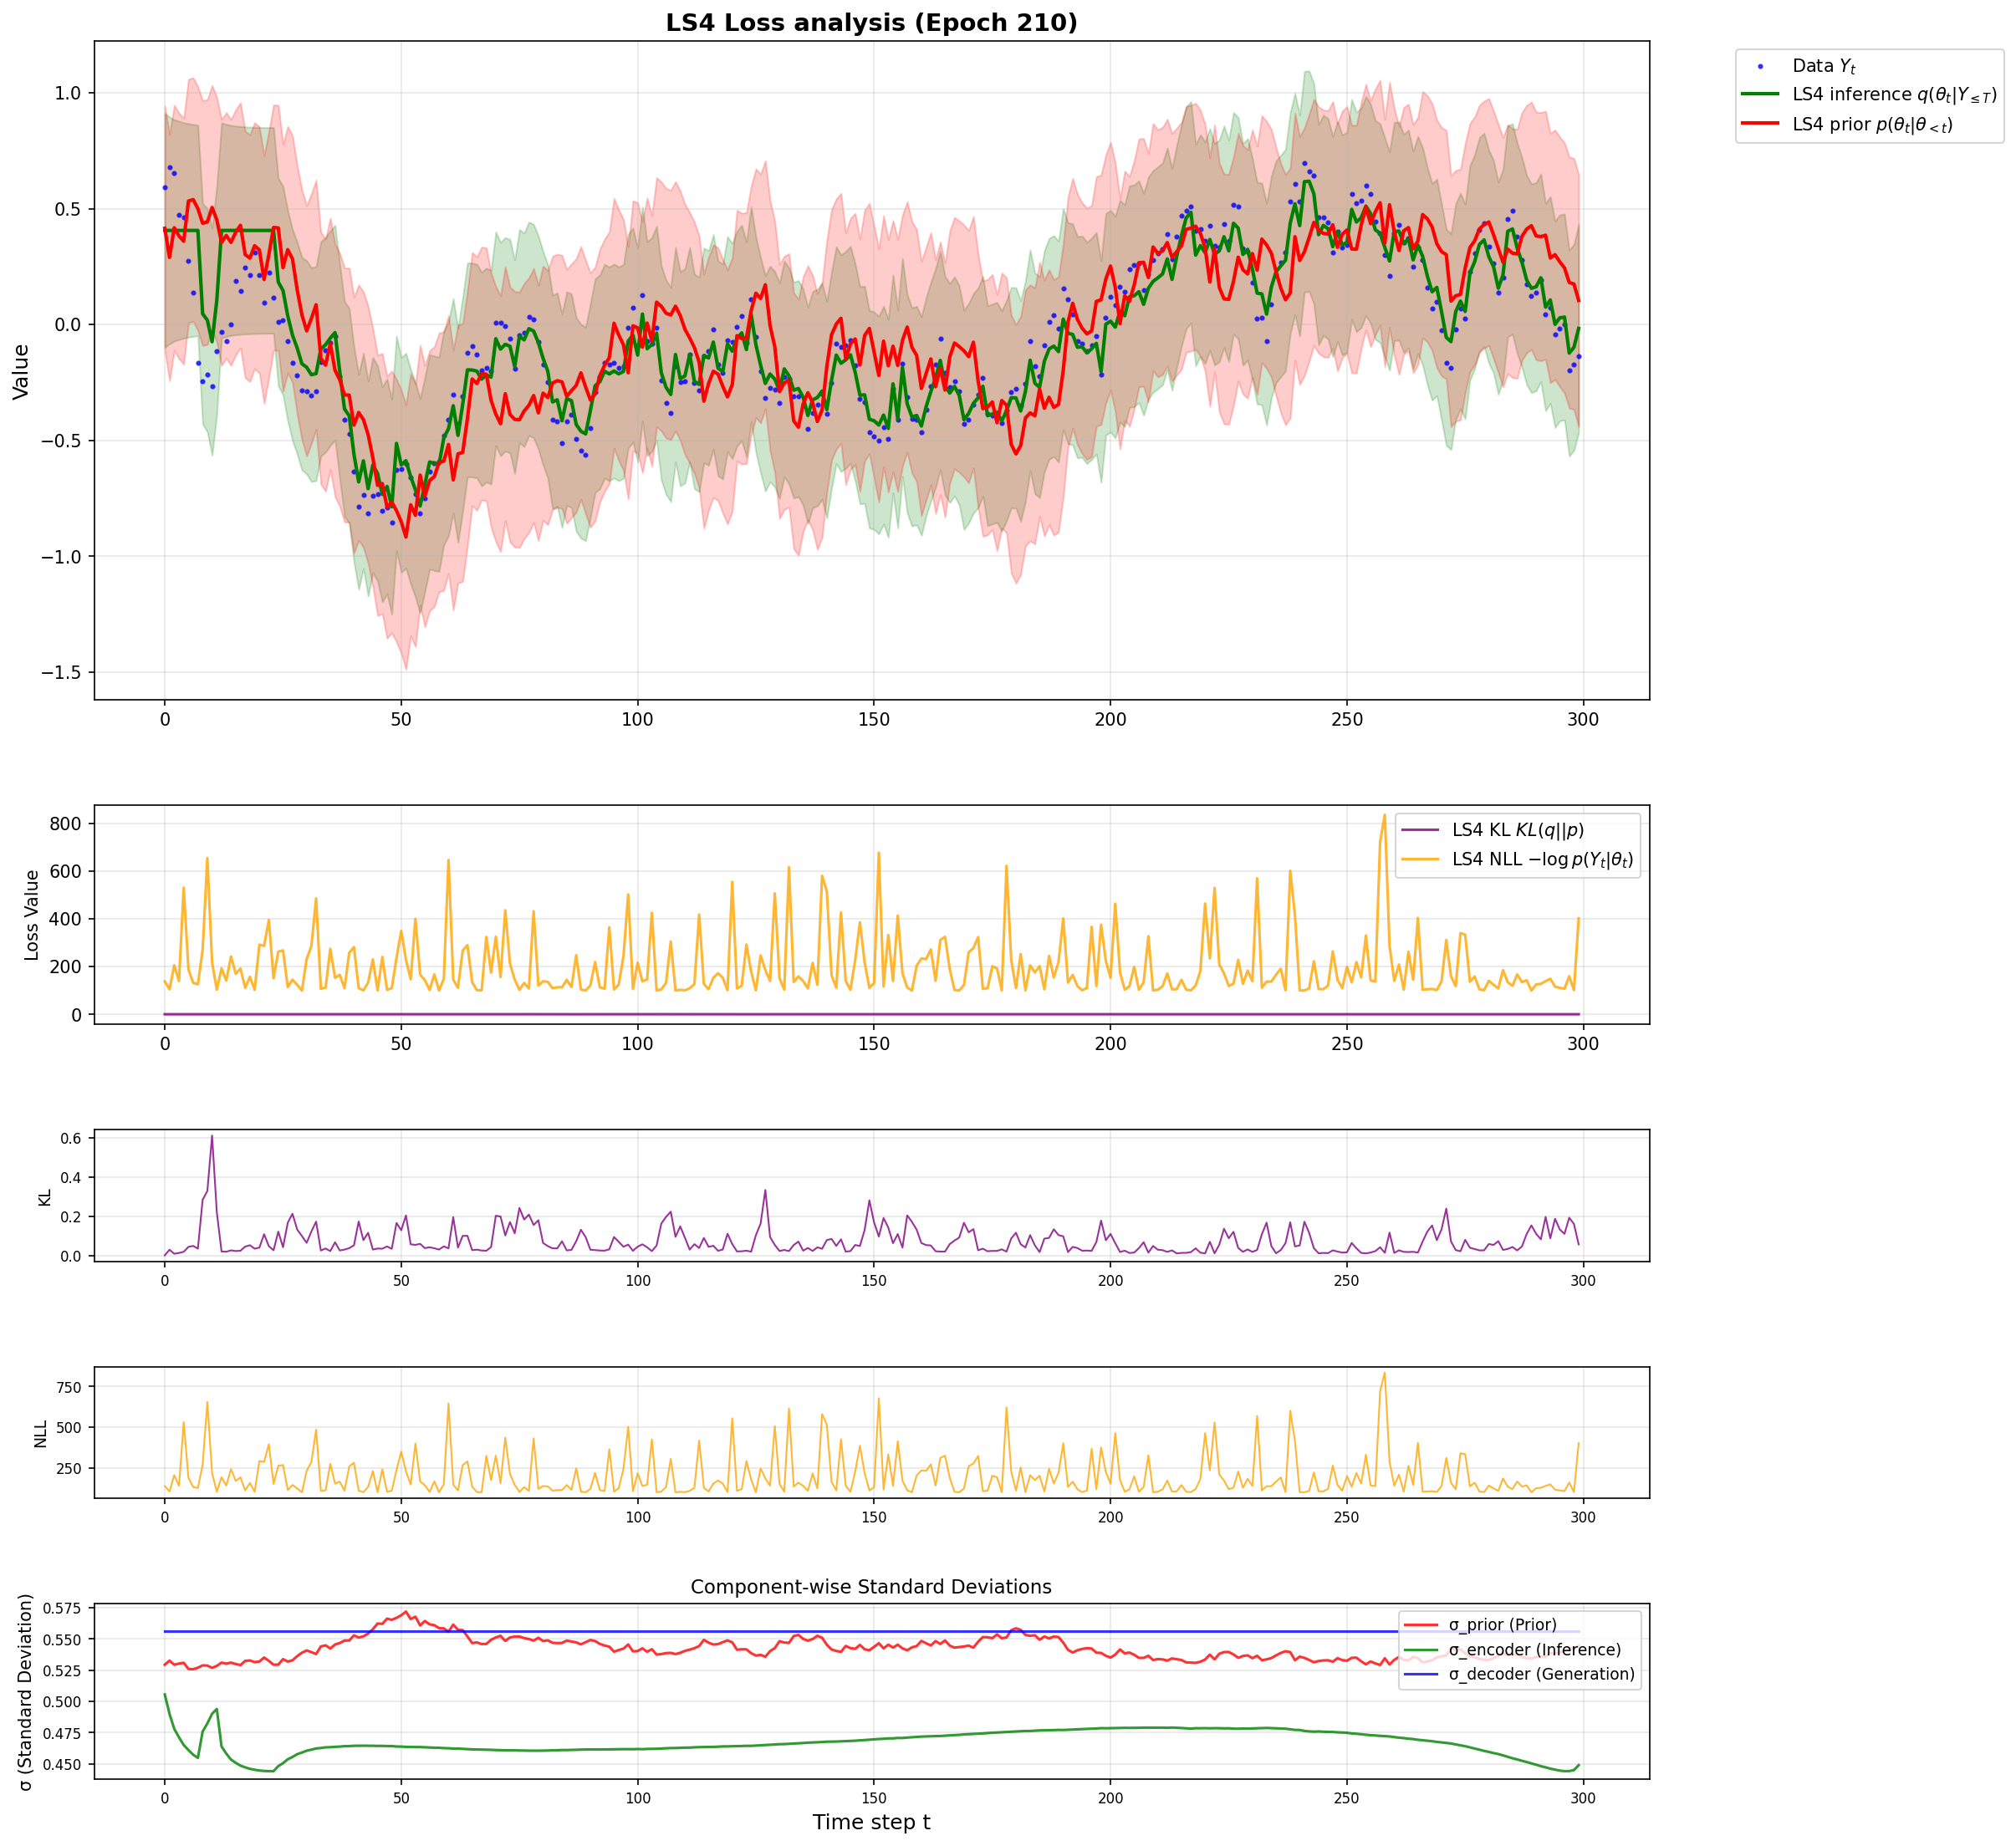 LS4 Loss analysis (Epoch 210)
Data $Y_t$
LS4 inference $q(\theta_t|Y_{\leq T})$
LS4 prior $p(\theta_t|\theta_{<t})$
Value
1.0
0.5
0.0
−0.5
−1.0
−1.5
0 50 100 150 200 250 300
LS4 KL $KL(q||p)$
LS4 NLL $-\log p(Y_t|\theta_t)$
Loss Value
800
600
400
200
0
0 50 100 150 200 250 300
KL
0.6
0.4
0.2
0.0
0 50 100 150 200 250 300
NLL
750
500
250
0 50 100 150 200 250 300
Component-wise Standard Deviations
σ_prior (Prior)
σ_encoder (Inference)
σ_decoder (Generation)
σ (Standard Deviation)
0.575
0.550
0.525
0.500
0.475
0.450
0 50 100 150 200 250 300
Time step t